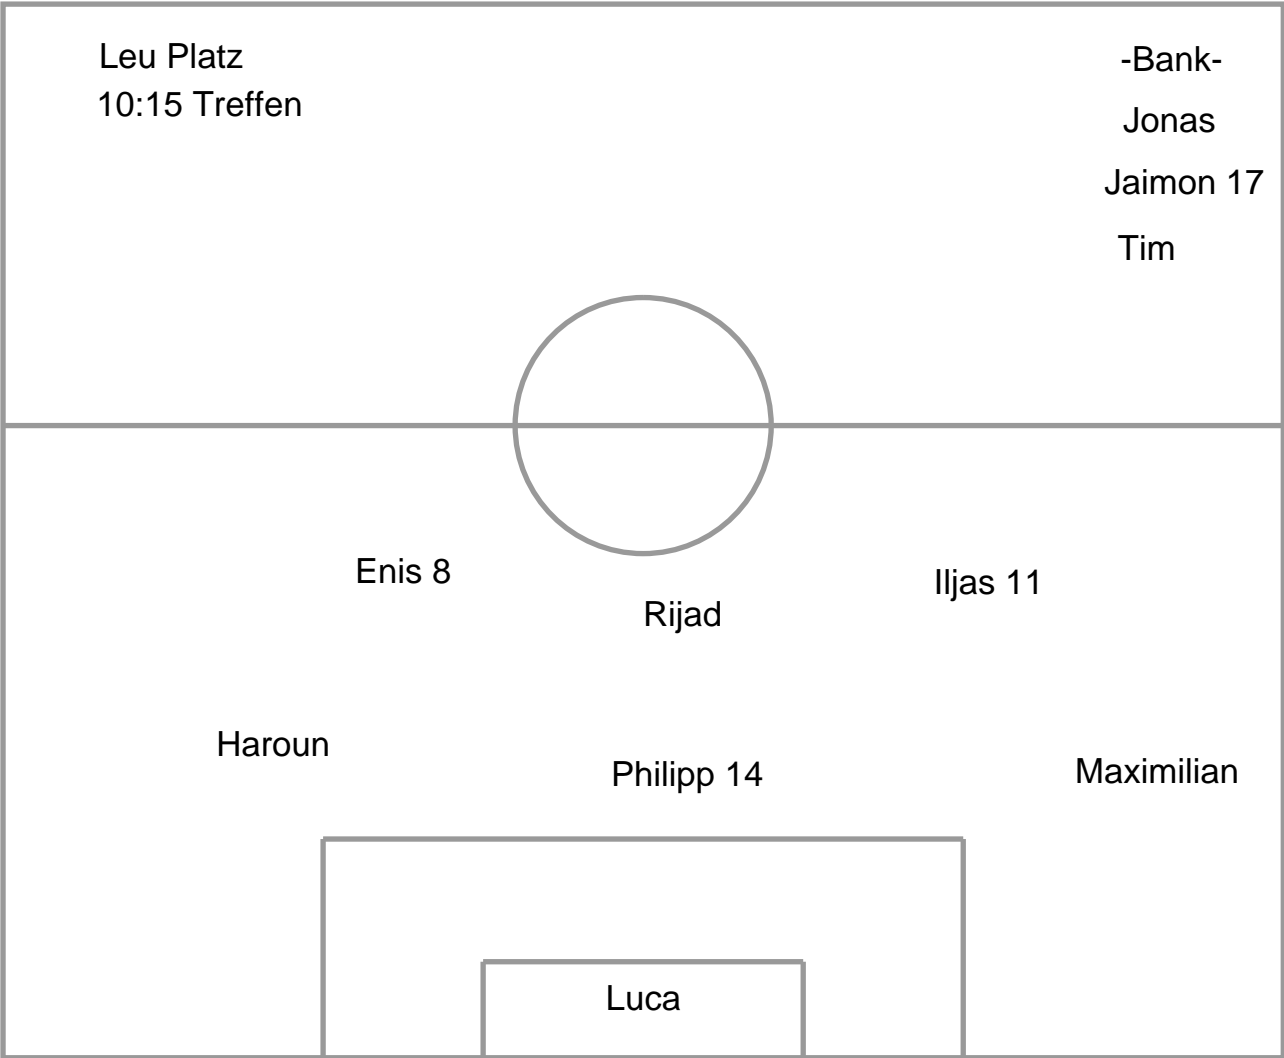 Leu Platz
10:15 Treffen
-Bank-
Jonas
Jaimon 17
Tim
Enis 8
Rijad
Iljas 11
Haroun
Philipp 14
Maximilian
Luca